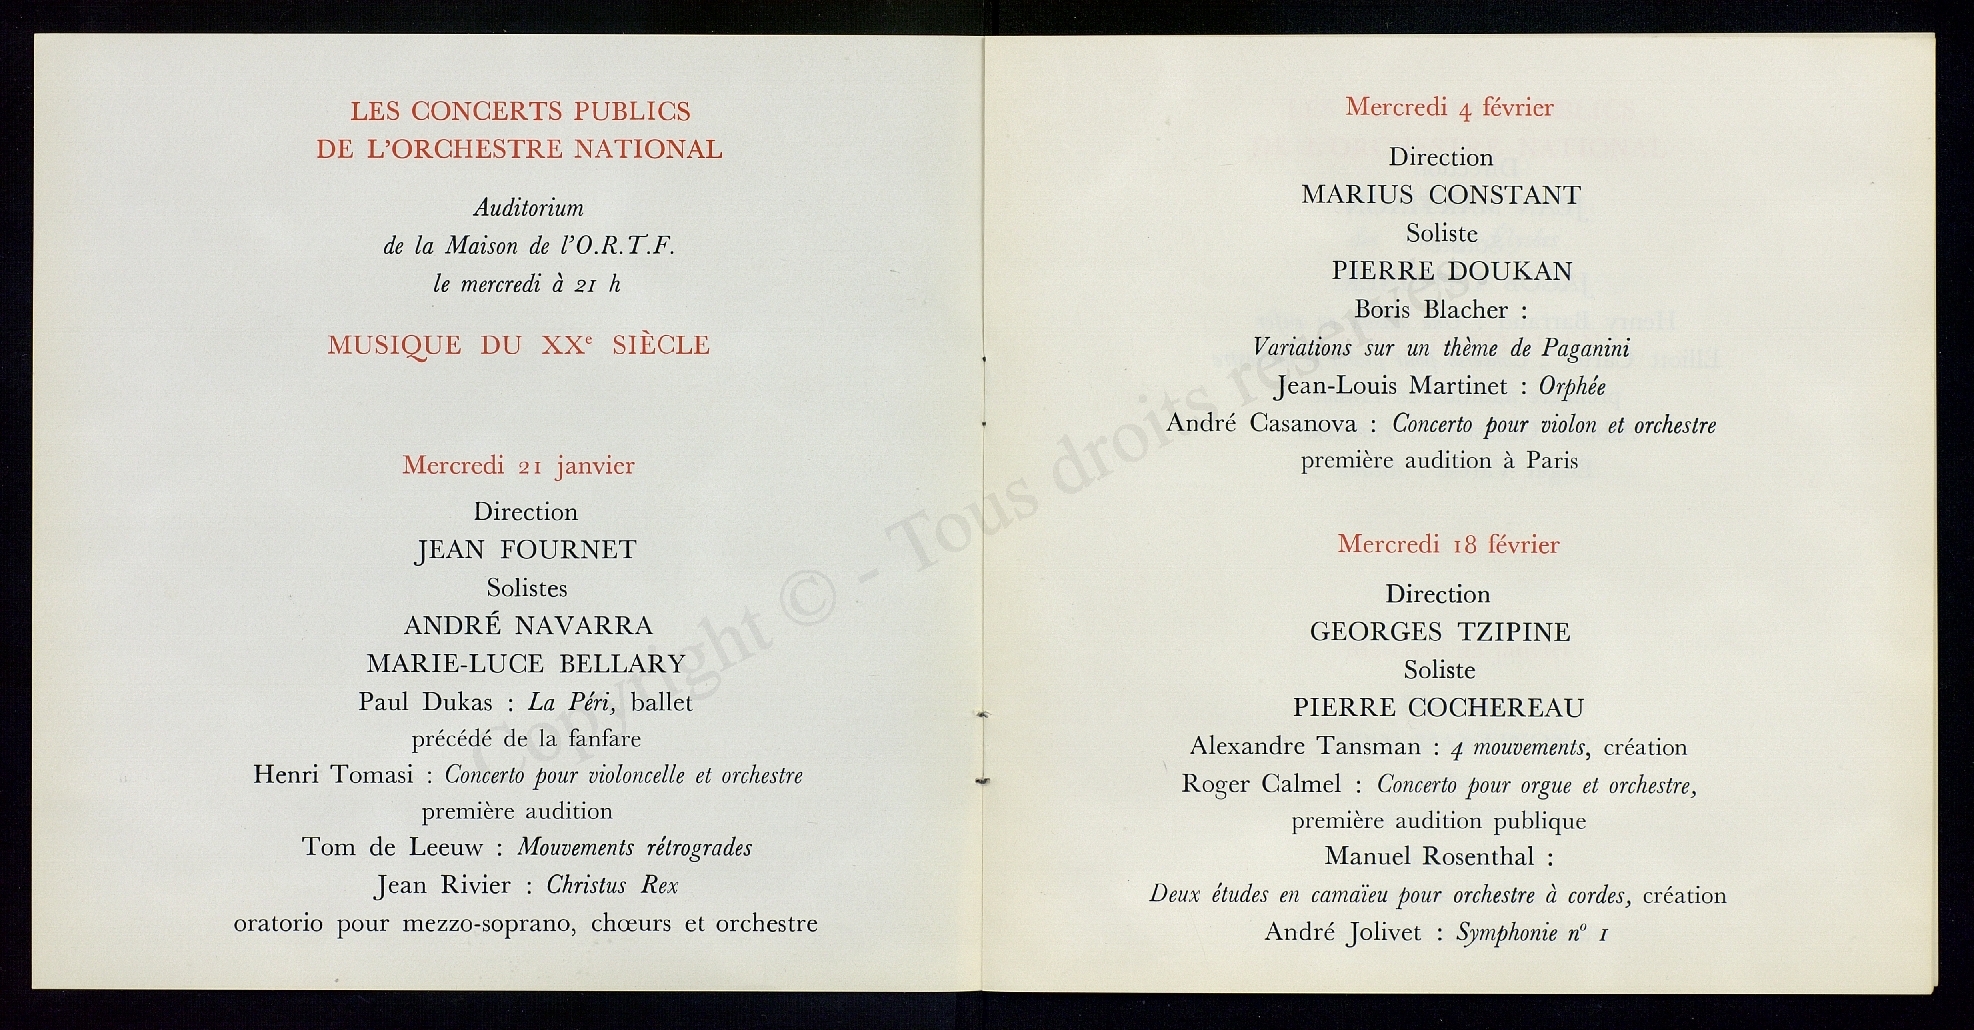 LES CONCERTS PUBLICS
DE L'ORCHESTRE NATIONAL
Auditorium
de la Maison de l'O.R.T.F.
le mercredi à 21 h
MUSIQUE DU XXe SIÈCLE
Mercredi 21 janvier
Direction
JEAN FOURNET
Solistes
ANDRÉ NAVARRA
MARIE-LUCE BELLARY
Paul Dukas : La Péri, ballet
précédé de la fanfare
Henri Tomasi : Concerto pour violoncelle et orchestre
première audition
Tom de Leeuw : Mouvements rétrogrades
Jean Rivier : Christus Rex
oratorio pour mezzo-soprano, chœurs et orchestre
Mercredi 4 février
Direction
MARIUS CONSTANT
Soliste
PIERRE DOUKAN
Boris Blacher :
Variations sur un thème de Paganini
Jean-Louis Martinet : Orphée
André Casanova : Concerto pour violon et orchestre
première audition à Paris
Mercredi 18 février
Direction
GEORGES TZIPINE
Soliste
PIERRE COCHEREAU
Alexandre Tansman : 4 mouvements, création
Roger Calmel : Concerto pour orgue et orchestre,
première audition publique
Manuel Rosenthal :
Deux études en camaïeu pour orchestre à cordes, création
André Jolivet : Symphonie nº 1
Copyright © - Tous droits réservés